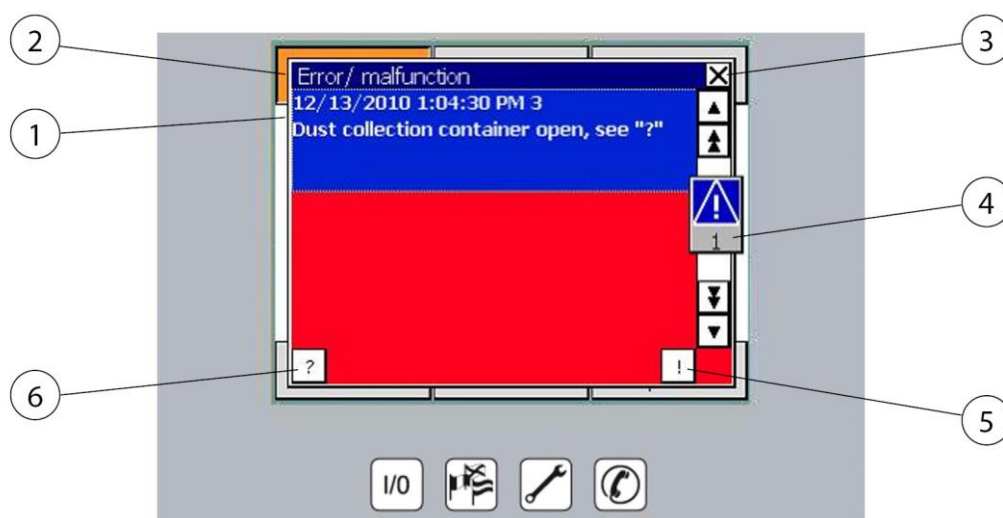 2
3
Error/ malfunction
12/13/2010 1:04:30 PM 3
1
Dust collection container open, see "?"
4
!
1
? !
6
5
I/0